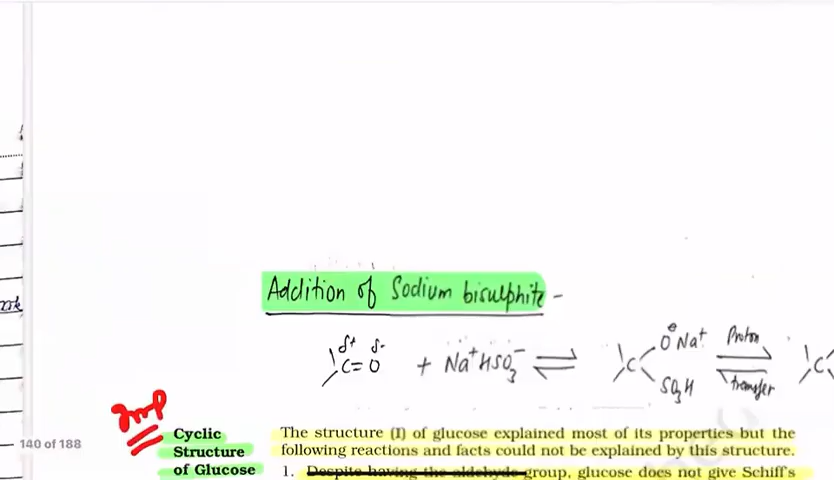 Addition of Sodium bisulphite -
δ+ δ-
C=O + Na+HSO3- ⇌ C O⊖Na+ SO3H Proton transfer ⇌ C
Imp
Cyclic
Structure
of Glucose
The structure (I) of glucose explained most of its properties but the
following reactions and facts could not be explained by this structure.
1. Despite having the aldehyde group, glucose does not give Schiff's
140 of 188